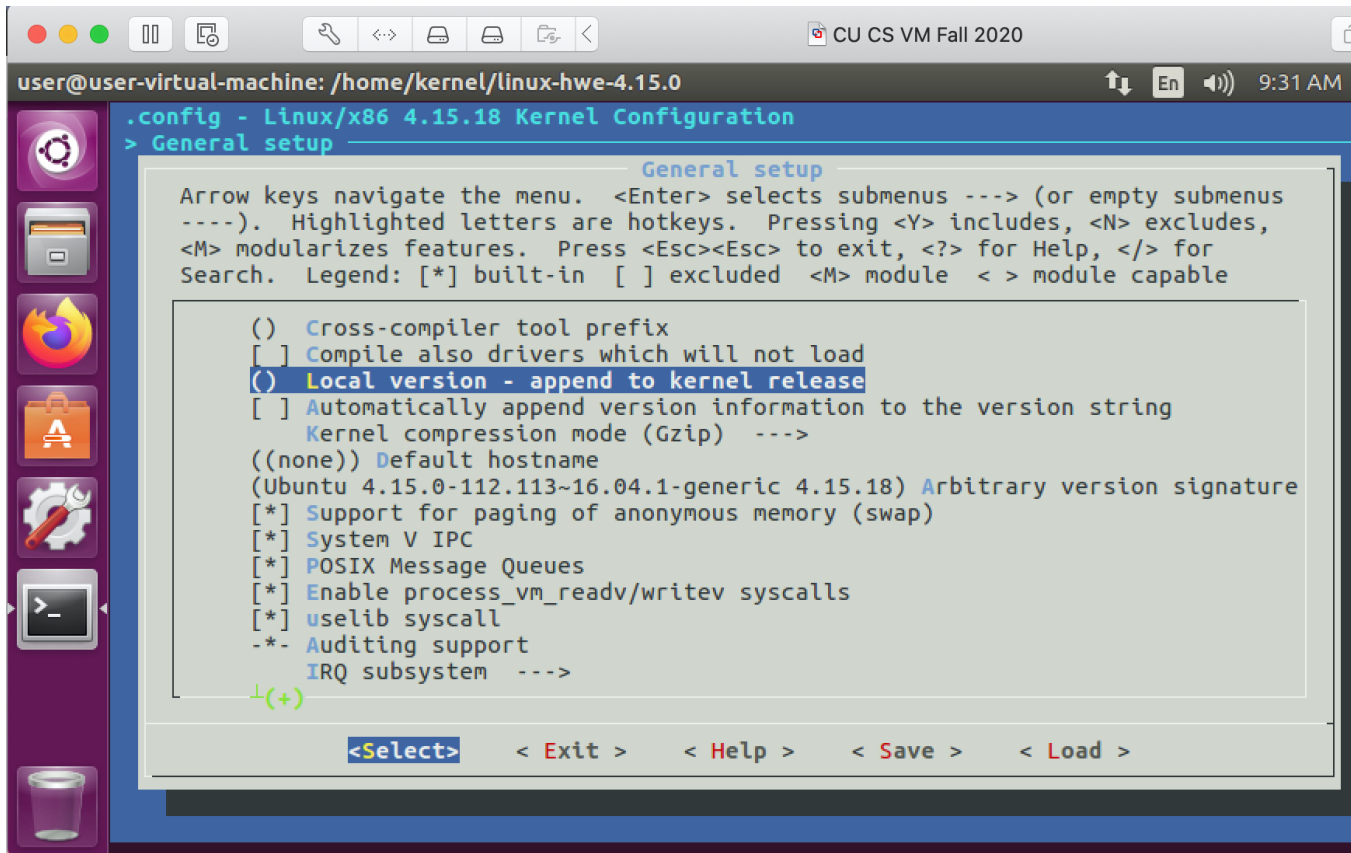 CU CS VM Fall 2020
user@user-virtual-machine: /home/kernel/linux-hwe-4.15.0 En 9:31 AM
.config - Linux/x86 4.15.18 Kernel Configuration
> General setup
General setup
Arrow keys navigate the menu.  <Enter> selects submenus ---> (or empty submenus
----).  Highlighted letters are hotkeys.  Pressing <Y> includes, <N> excludes,
<M> modularizes features.  Press <Esc><Esc> to exit, <?> for Help, </> for
Search.  Legend: [*] built-in  [ ] excluded  <M> module  < > module capable
()  Cross-compiler tool prefix
[ ] Compile also drivers which will not load
()  Local version - append to kernel release
[ ] Automatically append version information to the version string
Kernel compression mode (Gzip)  --->
((none)) Default hostname
(Ubuntu 4.15.0-112.113~16.04.1-generic 4.15.18) Arbitrary version signature
[*] Support for paging of anonymous memory (swap)
[*] System V IPC
[*] POSIX Message Queues
[*] Enable process_vm_readv/writev syscalls
[*] uselib syscall
-*- Auditing support
IRQ subsystem  --->
┴(+)
<Select>    < Exit >    < Help >    < Save >    < Load >